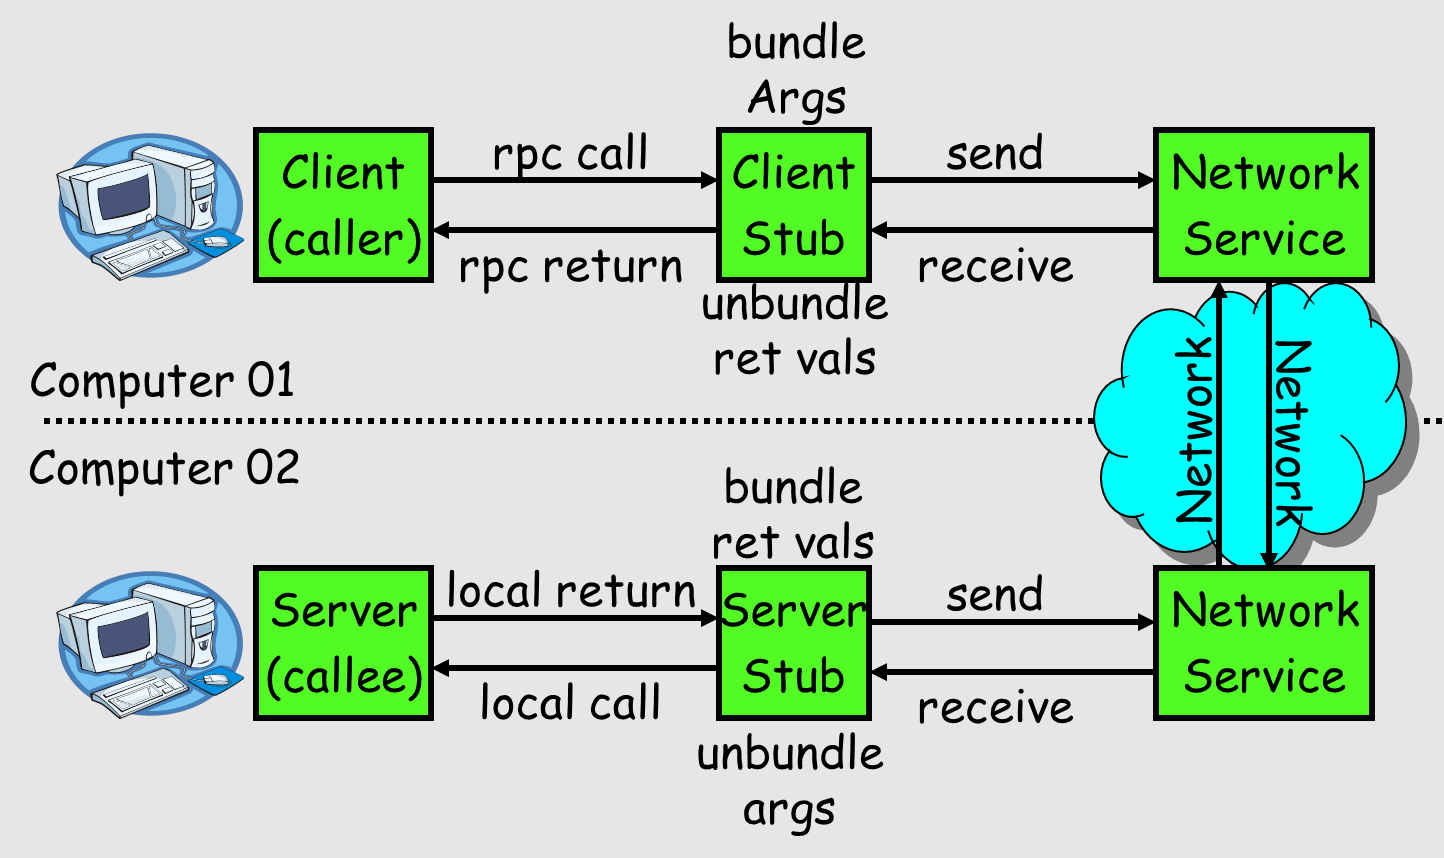 bundle
Args
Client
(caller)
rpc call
rpc return
Client
Stub
send
receive
Network
Service
unbundle
ret vals
Computer 01
Network
Network
Computer 02
bundle
ret vals
Server
(callee)
local return
local call
Server
Stub
send
receive
Network
Service
unbundle
args